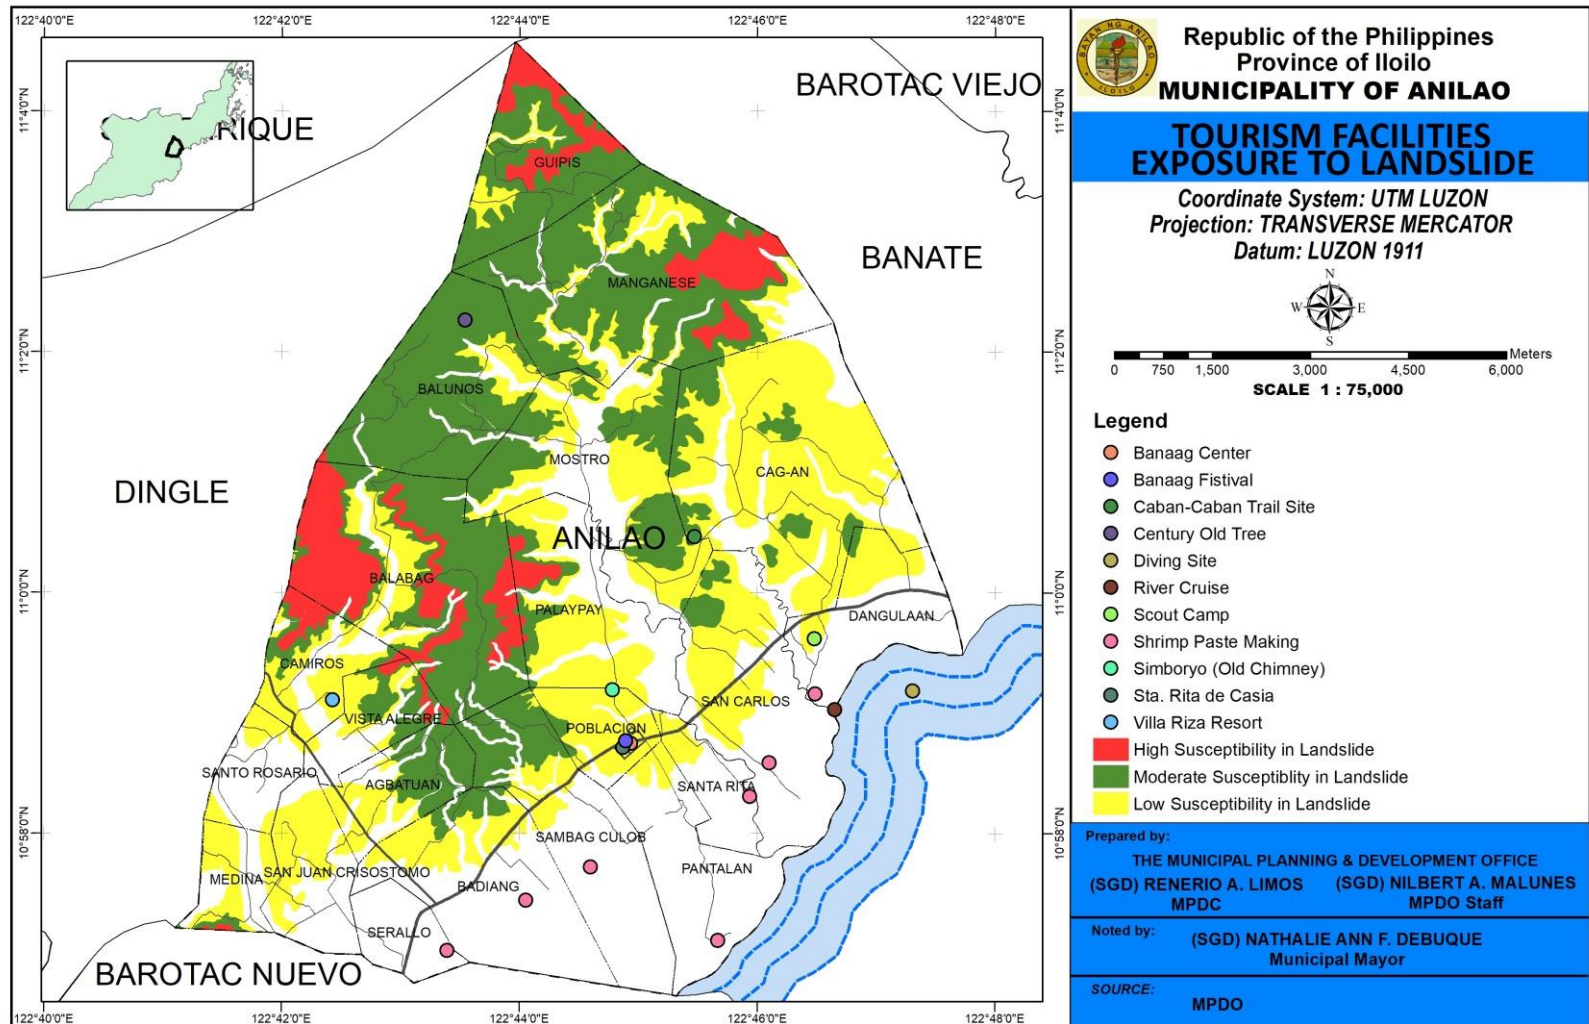 122°40'0"E
122°42'0"E
122°44'0"E
122°46'0"E
122°48'0"E
11°4'0"N
11°2'0"N
11°0'0"N
10°58'0"N
11°4'0"N
11°2'0"N
11°0'0"N
10°58'0"N
BAROTAC VIEJO
RIQUE
GUIPIS
BANATE
MANGANESE
BALUNOS
MOSTRO
CAG-AN
DINGLE
ANILAO
BALABAG
PALAYPAY
DANGULAAN
CAMIROS
SAN CARLOS
VISTA ALEGRE
POBLACION
SANTO ROSARIO
AGBATUAN
SANTA RITA
SAMBAG CULOB
PANTALAN
MEDINA
SAN JUAN CRISOSTOMO
BADIANG
SERALLO
BAROTAC NUEVO
122°40'0"E
122°42'0"E
122°44'0"E
122°46'0"E
122°48'0"E
BAYAN NG ANILAO
ILOILO
Republic of the Philippines
Province of Iloilo
MUNICIPALITY OF ANILAO
TOURISM FACILITIES
EXPOSURE TO LANDSLIDE
Coordinate System: UTM LUZON
Projection: TRANSVERSE MERCATOR
Datum: LUZON 1911
N
W E
S
Meters
0 750 1,500 3,000 4,500 6,000
SCALE 1 : 75,000
Legend
Banaag Center
Banaag Fistival
Caban-Caban Trail Site
Century Old Tree
Diving Site
River Cruise
Scout Camp
Shrimp Paste Making
Simboryo (Old Chimney)
Sta. Rita de Casia
Villa Riza Resort
High Susceptibility in Landslide
Moderate Susceptiblity in Landslide
Low Susceptibility in Landslide
Prepared by:
THE MUNICIPAL PLANNING & DEVELOPMENT OFFICE
(SGD) RENERIO A. LIMOS (SGD) NILBERT A. MALUNES
MPDC MPDO Staff
Noted by:
(SGD) NATHALIE ANN F. DEBUQUE
Municipal Mayor
SOURCE:
MPDO